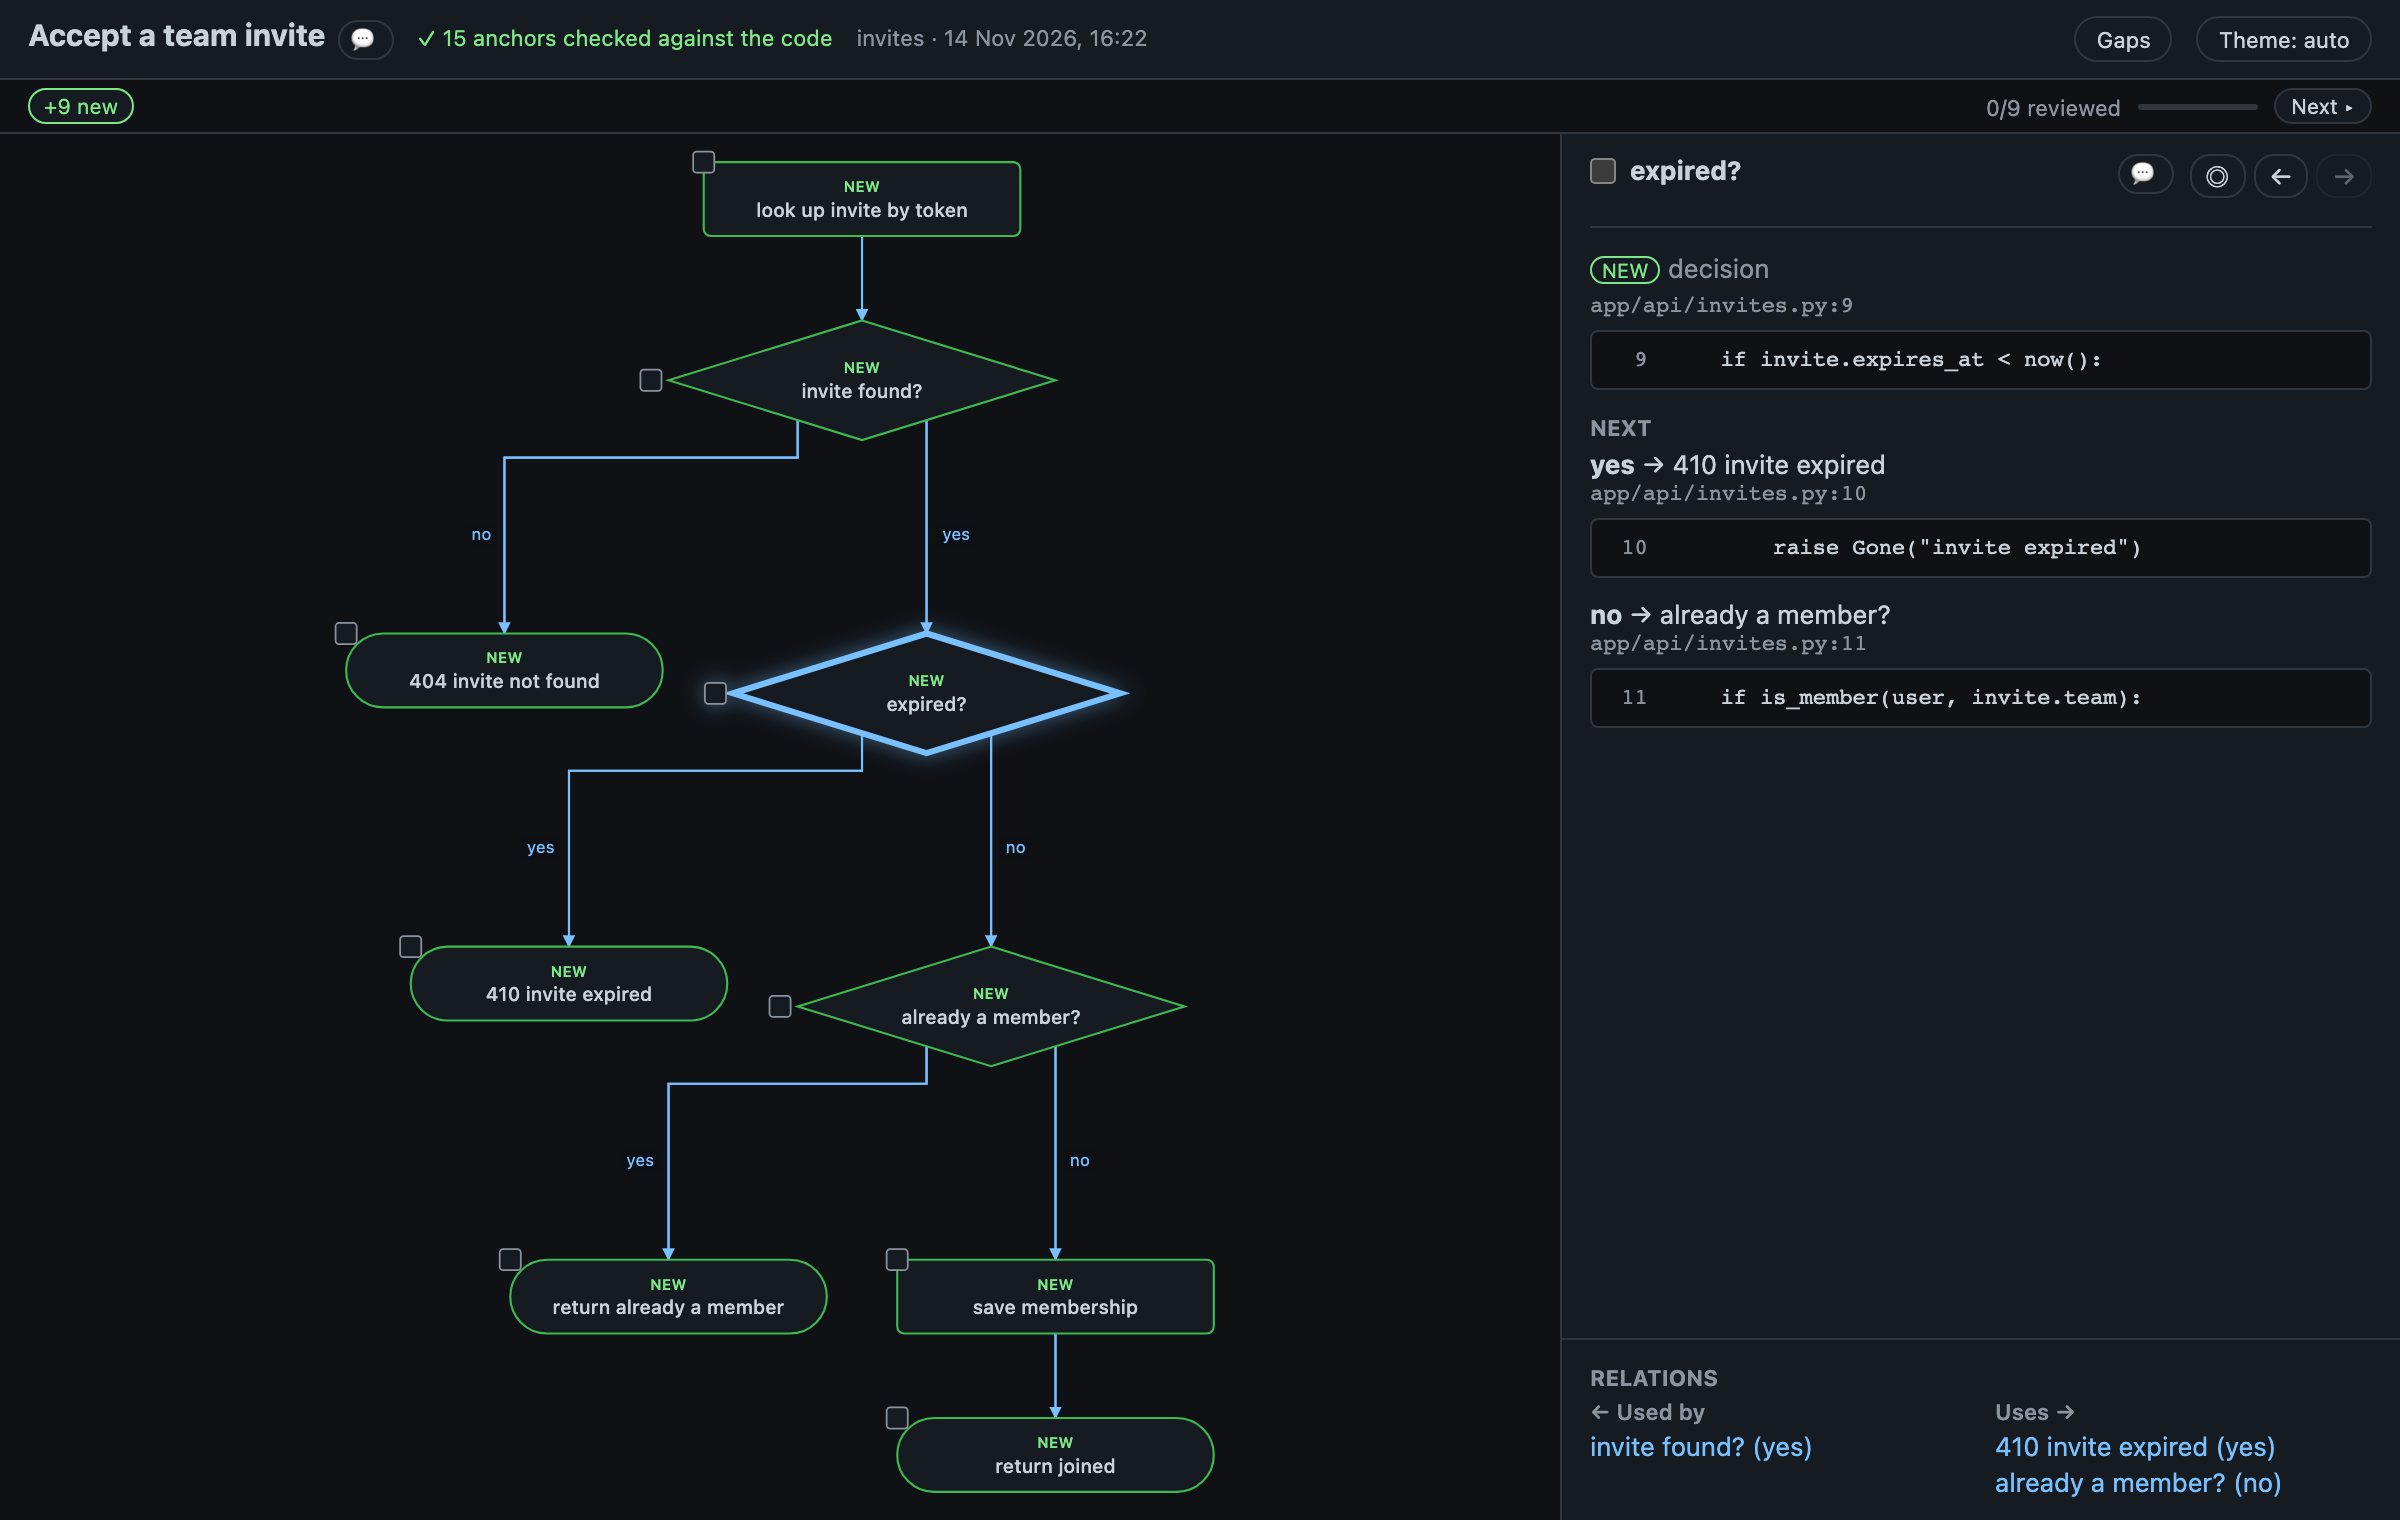 Accept a team invite
✓ 15 anchors checked against the code
invites · 14 Nov 2026, 16:22
Gaps
Theme: auto
+9 new
0/9 reviewed
Next ▸
NEW
look up invite by token
NEW
invite found?
no
yes
NEW
404 invite not found
NEW
expired?
yes
no
NEW
410 invite expired
NEW
already a member?
yes
no
NEW
return already a member
NEW
save membership
NEW
return joined
expired?
NEW decision
app/api/invites.py:9
9 if invite.expires_at < now():
NEXT
yes → 410 invite expired
app/api/invites.py:10
10 raise Gone("invite expired")
no → already a member?
app/api/invites.py:11
11 if is_member(user, invite.team):
RELATIONS
← Used by
invite found? (yes)
Uses →
410 invite expired (yes)
already a member? (no)